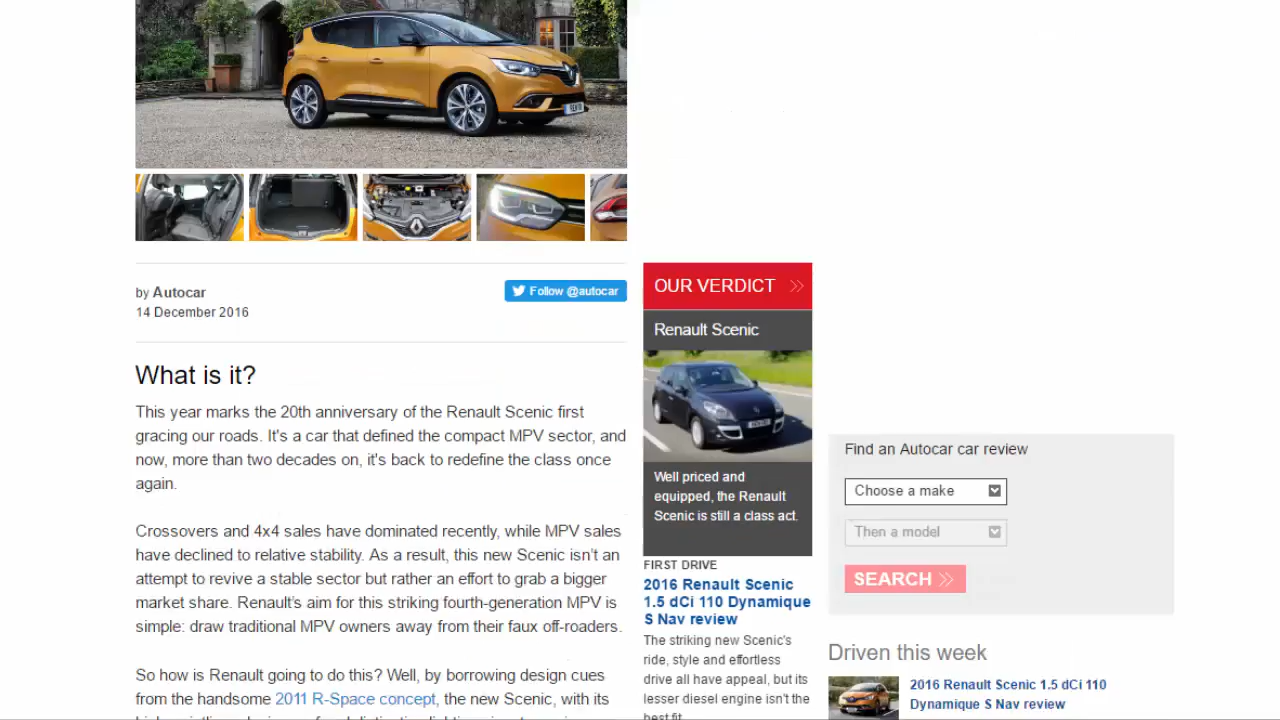 by Autocar
14 December 2016
Follow @autocar
What is it?
This year marks the 20th anniversary of the Renault Scenic first
gracing our roads. It's a car that defined the compact MPV sector, and
now, more than two decades on, it's back to redefine the class once
again.
Crossovers and 4x4 sales have dominated recently, while MPV sales
have declined to relative stability. As a result, this new Scenic isn't an
attempt to revive a stable sector but rather an effort to grab a bigger
market share. Renault's aim for this striking fourth-generation MPV is
simple: draw traditional MPV owners away from their faux off-roaders.
So how is Renault going to do this? Well, by borrowing design cues
from the handsome 2011 R-Space concept, the new Scenic, with its
OUR VERDICT
Renault Scenic
Well priced and
equipped, the Renault
Scenic is still a class act.
FIRST DRIVE
2016 Renault Scenic
1.5 dCi 110 Dynamique
S Nav review
The striking new Scenic's
ride, style and effortless
drive all have appeal, but its
lesser diesel engine isn't the
best fit
Find an Autocar car review
Choose a make
Then a model
SEARCH
Driven this week
2016 Renault Scenic 1.5 dCi 110
Dynamique S Nav review